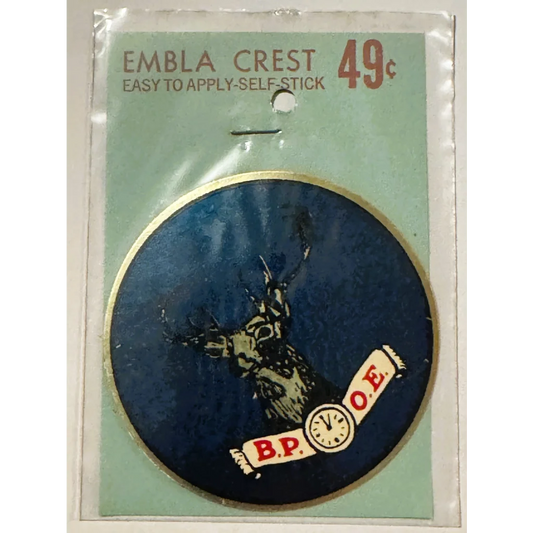 EMBLA CREST 49¢
EASY TO APPLY-SELF-STICK
B.P. O.E.